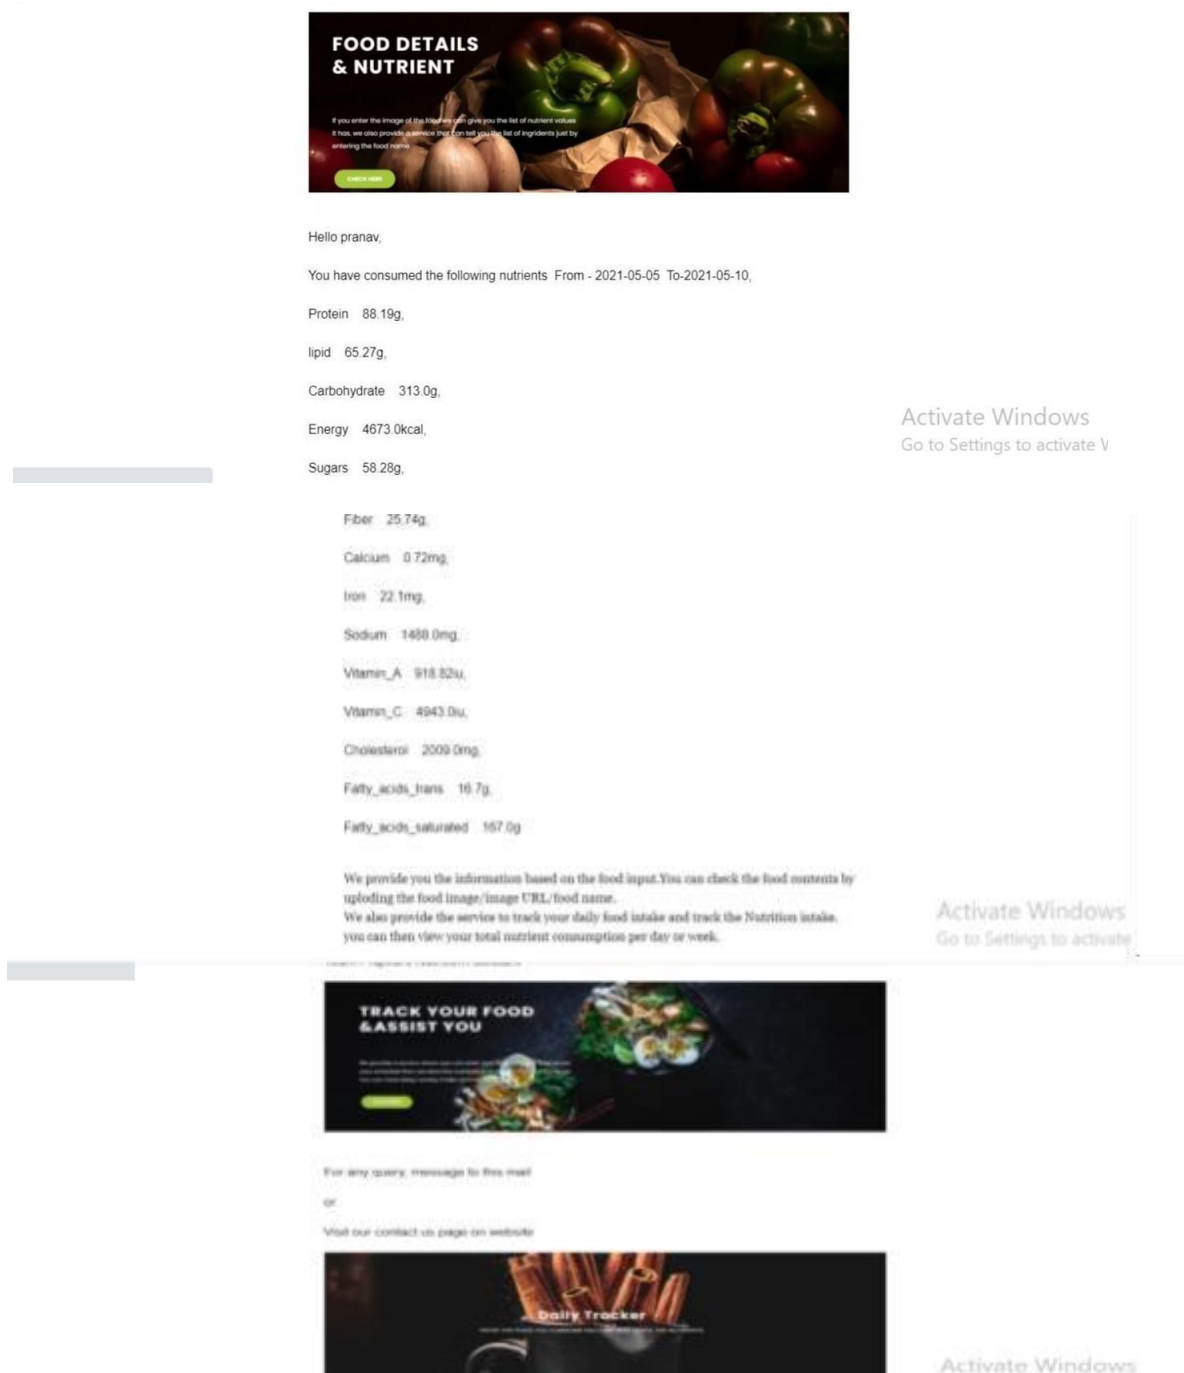 FOOD DETAILS
& NUTRIENT
If you enter the image of the food we can give you the list of nutrient values
it has. we also provide a service that can tell you the list of ingridents just by
entering the food name
CHECK HERE
Hello pranav,
You have consumed the following nutrients From - 2021-05-05 To-2021-05-10,
Protein 88.19g,
lipid 65.27g,
Carbohydrate 313.0g,
Energy 4673.0kcal,
Sugars 58.28g,
Activate Windows
Go to Settings to activate V
Fiber 25.74g,
Calcium 0.72mg,
Iron 22.1mg,
Sodium 1488.0mg,
Vitamin_A 918.82iu,
Vitamin_C 4943.0iu,
Cholesterol 2009.0mg,
Fatty_acids_trans 16.7g,
Fatty_acids_saturated 167.0g
We provide you the information based on the food input.You can check the food contents by
uploding the food image/image URL/food name.
We also provide the service to track your daily food intake and track the Nutrition intake.
you can then view your total nutrient consumption per day or week.
Activate Windows
Go to Settings to activate
TRACK YOUR FOOD
&ASSIST YOU
For any query, message to this mail
or
Visit our contact us page on website
Daily Tracker
Activate Windows